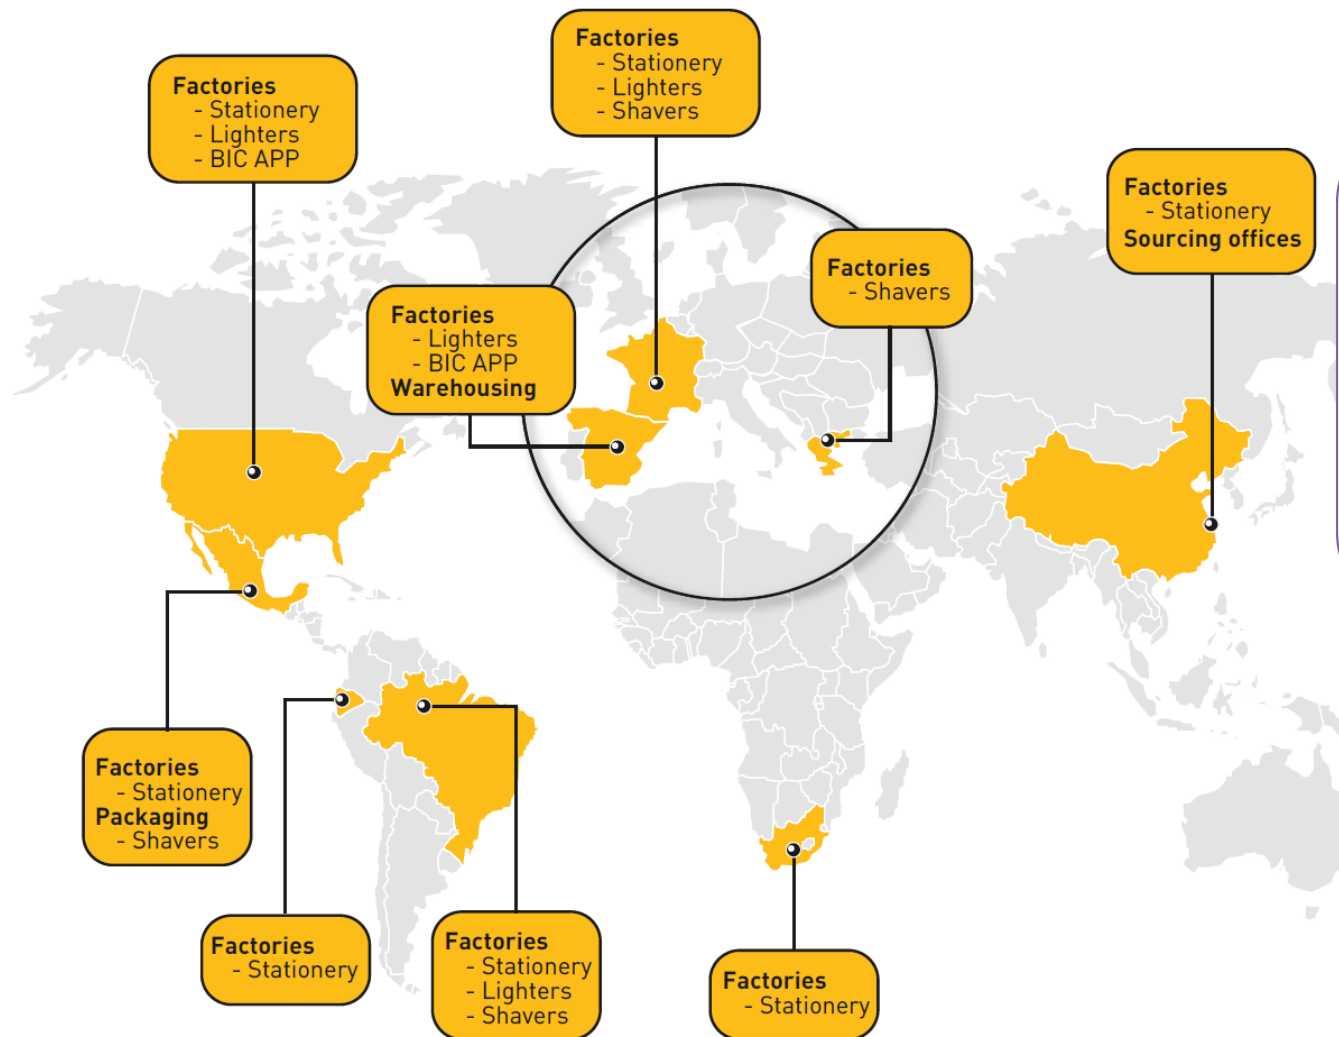 Factories
- Stationery
- Lighters
- Shavers
Factories
- Stationery
- Lighters
- BIC APP
Factories
- Stationery
Sourcing offices
Factories
- Shavers
Factories
- Lighters
- BIC APP
Warehousing
Factories
- Stationery
Packaging
- Shavers
Factories
- Stationery
Factories
- Stationery
- Lighters
- Shavers
Factories
- Stationery